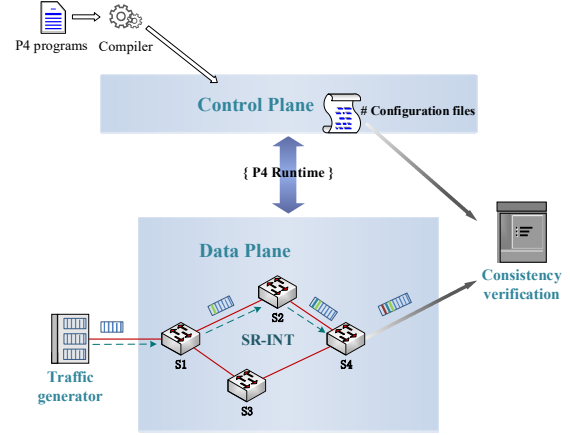 P4 programs
Compiler
Control Plane
# Configuration files
{ P4 Runtime }
Data Plane
Consistency
verification
S2
SR-INT
S1
S4
Traffic
generator
S3